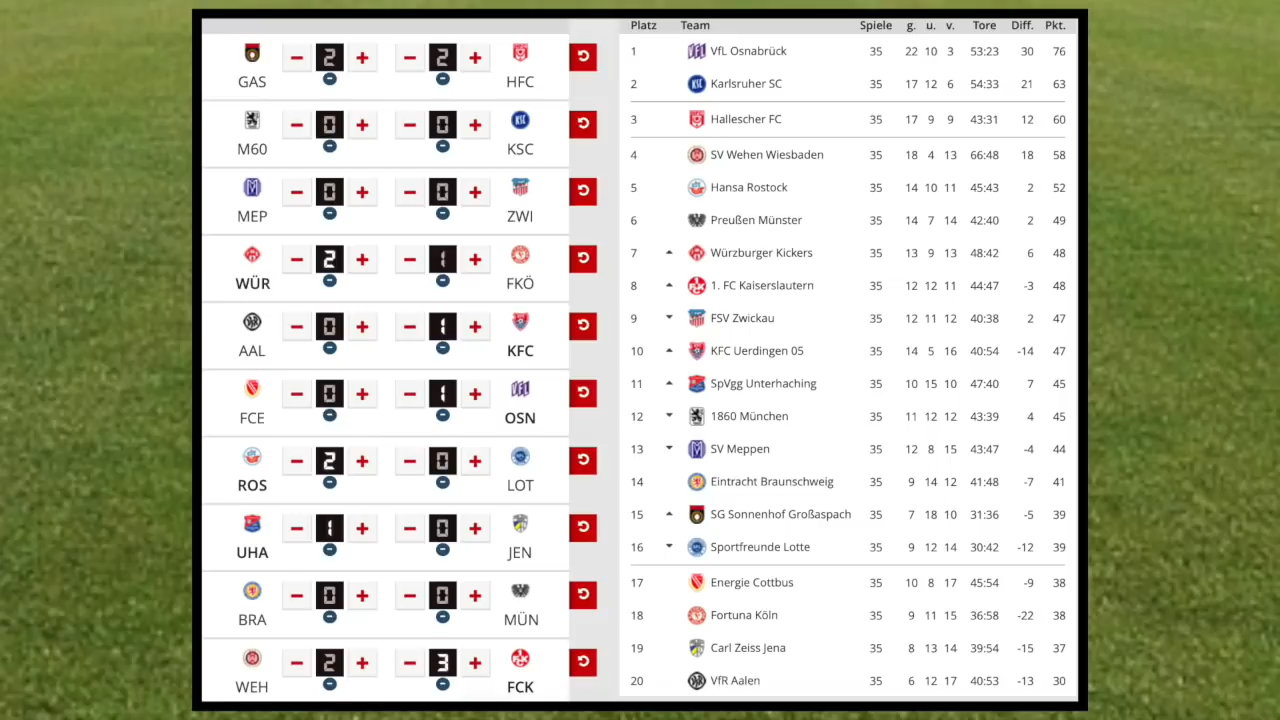 GAS 2 2 HFC
M60 0 0 KSC
MEP 0 0 ZWI
WÜR 2 1 FKÖ
AAL 0 1 KFC
FCE 0 1 OSN
ROS 2 0 LOT
UHA 1 0 JEN
BRA 0 0 MÜN
WEH 2 3 FCK
Platz Team Spiele g. u. v. Tore Diff. Pkt.
1 VfL Osnabrück 35 22 10 3 53:23 30 76
2 Karlsruher SC 35 17 12 6 54:33 21 63
3 Hallescher FC 35 17 9 9 43:31 12 60
4 SV Wehen Wiesbaden 35 18 4 13 66:48 18 58
5 Hansa Rostock 35 14 10 11 45:43 2 52
6 Preußen Münster 35 14 7 14 42:40 2 49
7 Würzburger Kickers 35 13 9 13 48:42 6 48
8 1. FC Kaiserslautern 35 12 12 11 44:47 -3 48
9 FSV Zwickau 35 12 11 12 40:38 2 47
10 KFC Uerdingen 05 35 14 5 16 40:54 -14 47
11 SpVgg Unterhaching 35 10 15 10 47:40 7 45
12 1860 München 35 11 12 12 43:39 4 45
13 SV Meppen 35 12 8 15 43:47 -4 44
14 Eintracht Braunschweig 35 9 14 12 41:48 -7 41
15 SG Sonnenhof Großaspach 35 7 18 10 31:36 -5 39
16 Sportfreunde Lotte 35 9 12 14 30:42 -12 39
17 Energie Cottbus 35 10 8 17 45:54 -9 38
18 Fortuna Köln 35 9 11 15 36:58 -22 38
19 Carl Zeiss Jena 35 8 13 14 39:54 -15 37
20 VfR Aalen 35 6 12 17 40:53 -13 30